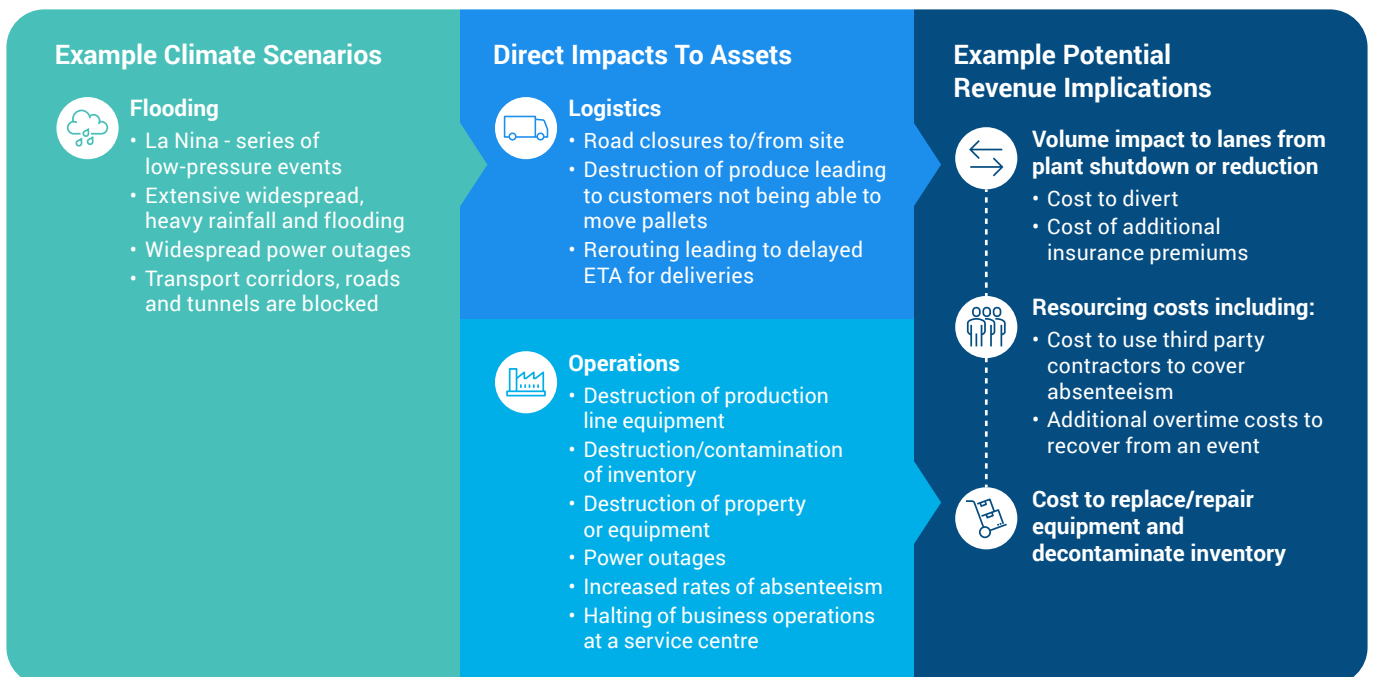 Example Climate Scenarios
Flooding
• La Nina - series of
low-pressure events
• Extensive widespread,
heavy rainfall and flooding
• Widespread power outages
• Transport corridors, roads
and tunnels are blocked
Direct Impacts To Assets
Logistics
• Road closures to/from site
• Destruction of produce leading
to customers not being able to
move pallets
• Rerouting leading to delayed
ETA for deliveries
Operations
• Destruction of production
line equipment
• Destruction/contamination
of inventory
• Destruction of property
or equipment
• Power outages
• Increased rates of absenteeism
• Halting of business operations
at a service centre
Example Potential
Revenue Implications
Volume impact to lanes from
plant shutdown or reduction
• Cost to divert
• Cost of additional
insurance premiums
Resourcing costs including:
• Cost to use third party
contractors to cover
absenteeism
• Additional overtime costs to
recover from an event
Cost to replace/repair
equipment and
decontaminate inventory